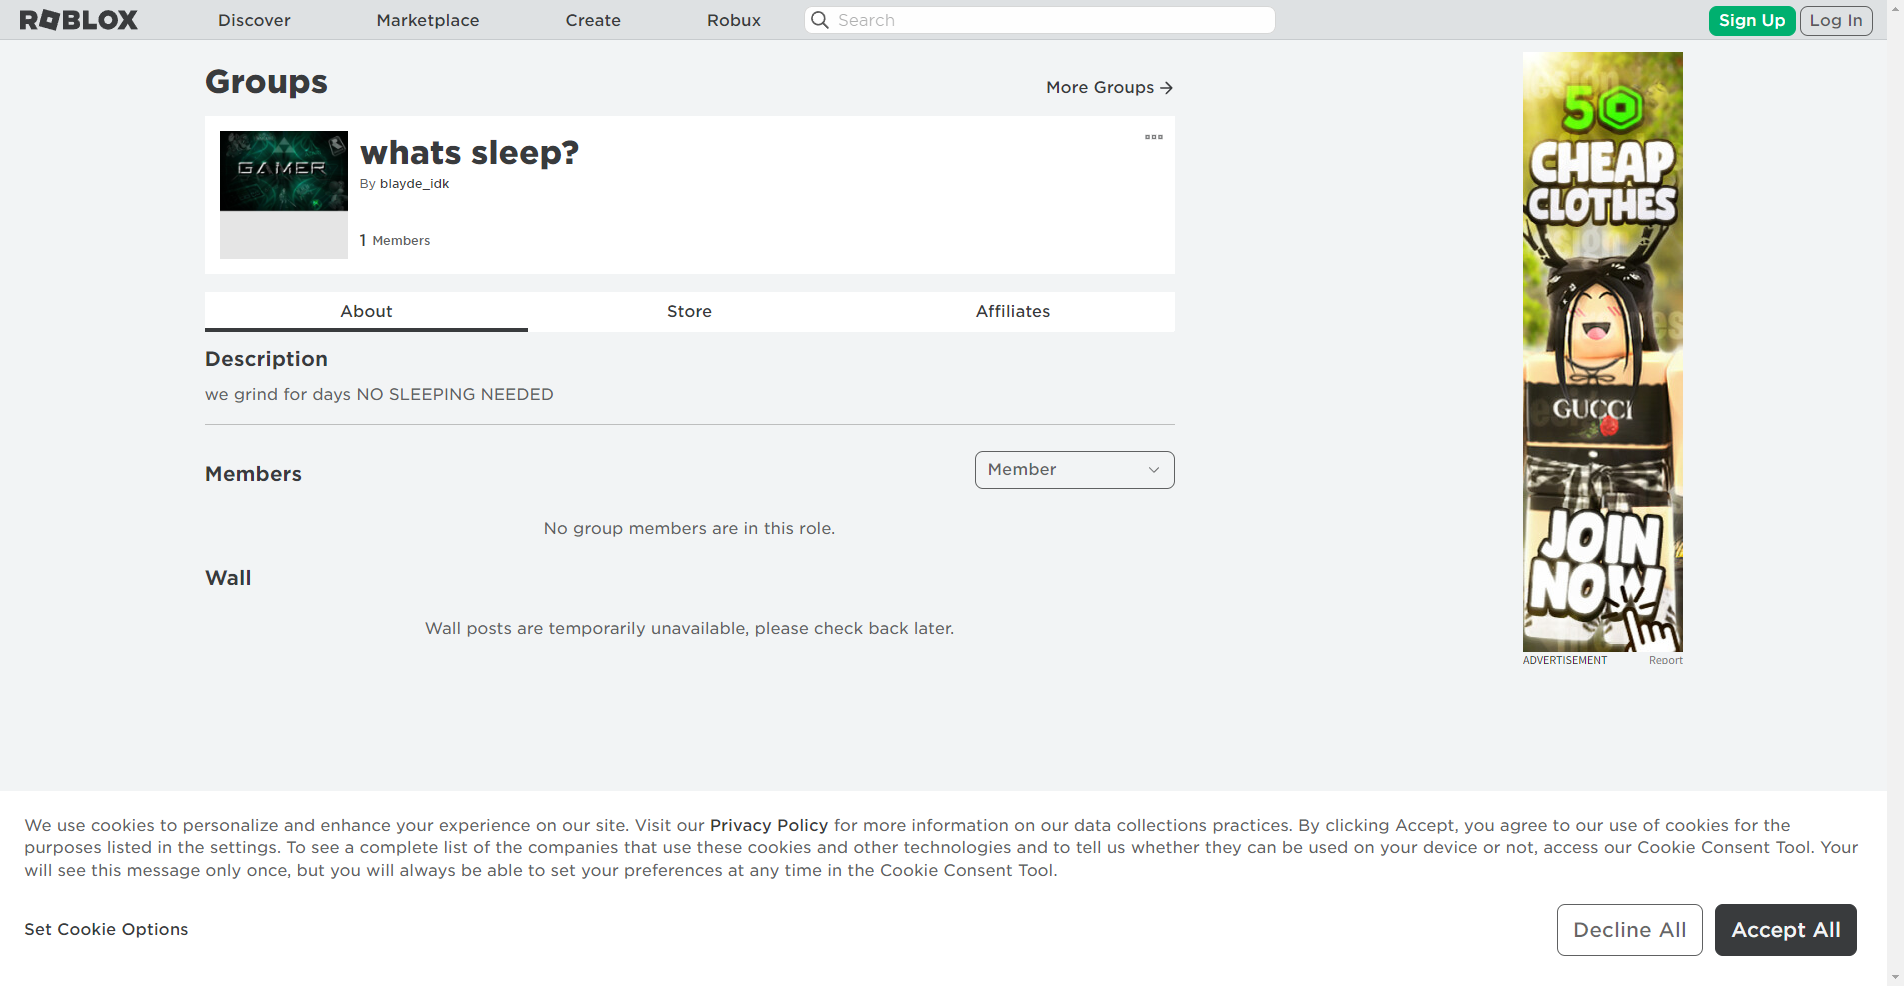 ROBLOX Discover Marketplace Create Robux Search Sign Up Log In
Groups
More Groups
GAMER
whats sleep?
By blayde_idk
1 Members
About Store Affiliates
Description
we grind for days NO SLEEPING NEEDED
Members
Member
No group members are in this role.
Wall
Wall posts are temporarily unavailable, please check back later.
50
CHEAP
CLOTHES
GUCCI
JOIN
NOW
ADVERTISEMENT Report
We use cookies to personalize and enhance your experience on our site. Visit our Privacy Policy for more information on our data collections practices. By clicking Accept, you agree to our use of cookies for the
purposes listed in the settings. To see a complete list of the companies that use these cookies and other technologies and to tell us whether they can be used on your device or not, access our Cookie Consent Tool. Your
will see this message only once, but you will always be able to set your preferences at any time in the Cookie Consent Tool.
Set Cookie Options
Decline All Accept All